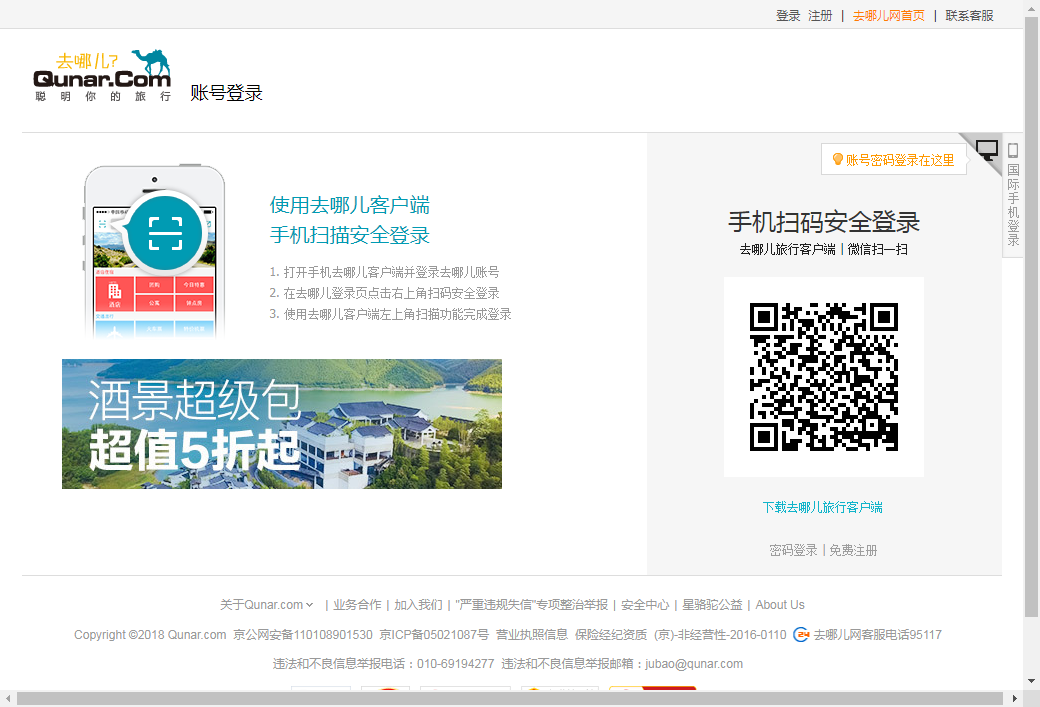 登录 注册 | 去哪儿网首页 | 联系客服
去哪儿?
Qunar.Com
聪明你的旅行
账号登录
账号密码登录在这里
国际手机登录
使用去哪儿客户端
手机扫描安全登录
1. 打开手机去哪儿客户端并登录去哪儿账号
2. 在去哪儿登录页点击右上角扫码安全登录
3. 使用去哪儿客户端左上角扫描功能完成登录
酒店
团购
今日特惠
公寓
手机扫码安全登录
去哪儿旅行客户端 | 微信扫一扫
酒景超级包
超值5折起
下载去哪儿旅行客户端
密码登录 | 免费注册
关于Qunar.com | 业务合作 | 加入我们 | "严重违规失信"专项整治举报 | 安全中心 | 星骆驼公益 | About Us
Copyright ©2018 Qunar.com 京公网安备110108901530 京ICP备05021087号 营业执照信息 保险经纪资质 (京)-非经营性-2016-0110 24 去哪儿网客服电话95117
违法和不良信息举报电话：010-69194277 违法和不良信息举报邮箱：jubao@qunar.com